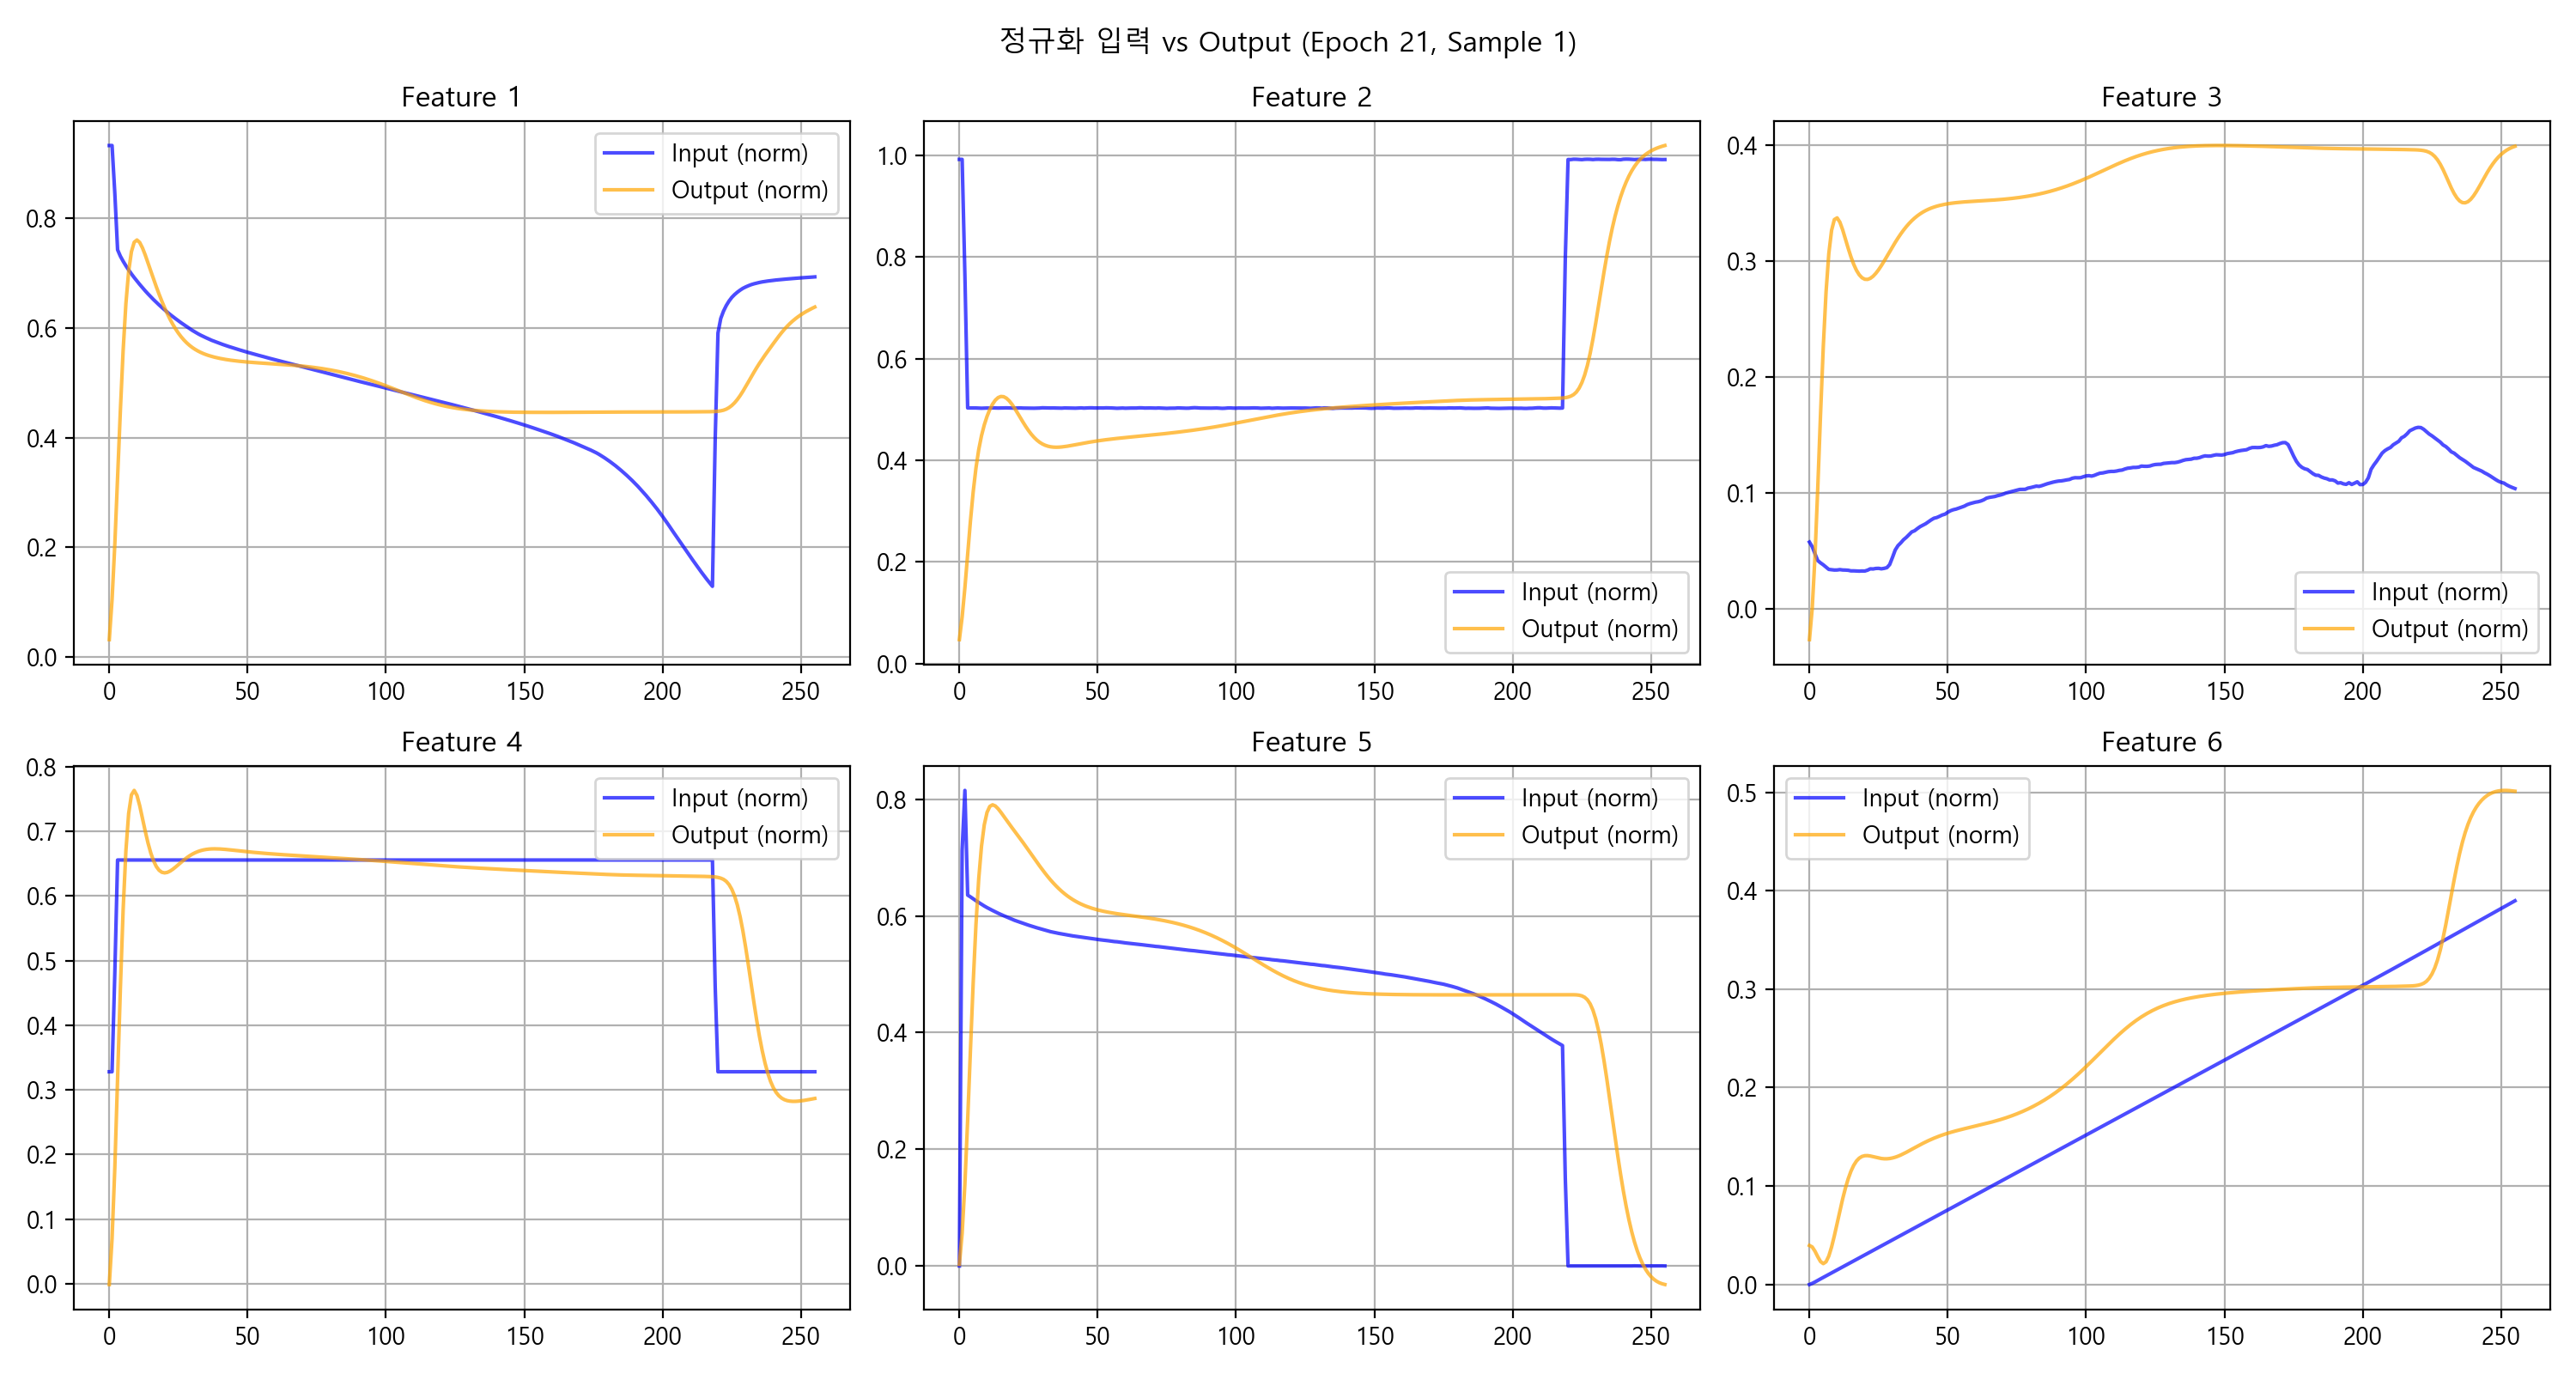 정규화 입력 vs Output (Epoch 21, Sample 1)
Feature 1
0.8
0.6
0.4
0.2
0.0
0 50 100 150 200 250
Input (norm)
Output (norm)
Feature 2
1.0
0.8
0.6
0.4
0.2
0.0
0 50 100 150 200 250
Input (norm)
Output (norm)
Feature 3
0.4
0.3
0.2
0.1
0.0
0 50 100 150 200 250
Input (norm)
Output (norm)
Feature 4
0.8
0.7
0.6
0.5
0.4
0.3
0.2
0.1
0.0
0 50 100 150 200 250
Input (norm)
Output (norm)
Feature 5
0.8
0.6
0.4
0.2
0.0
0 50 100 150 200 250
Input (norm)
Output (norm)
Feature 6
0.5
0.4
0.3
0.2
0.1
0.0
0 50 100 150 200 250
Input (norm)
Output (norm)